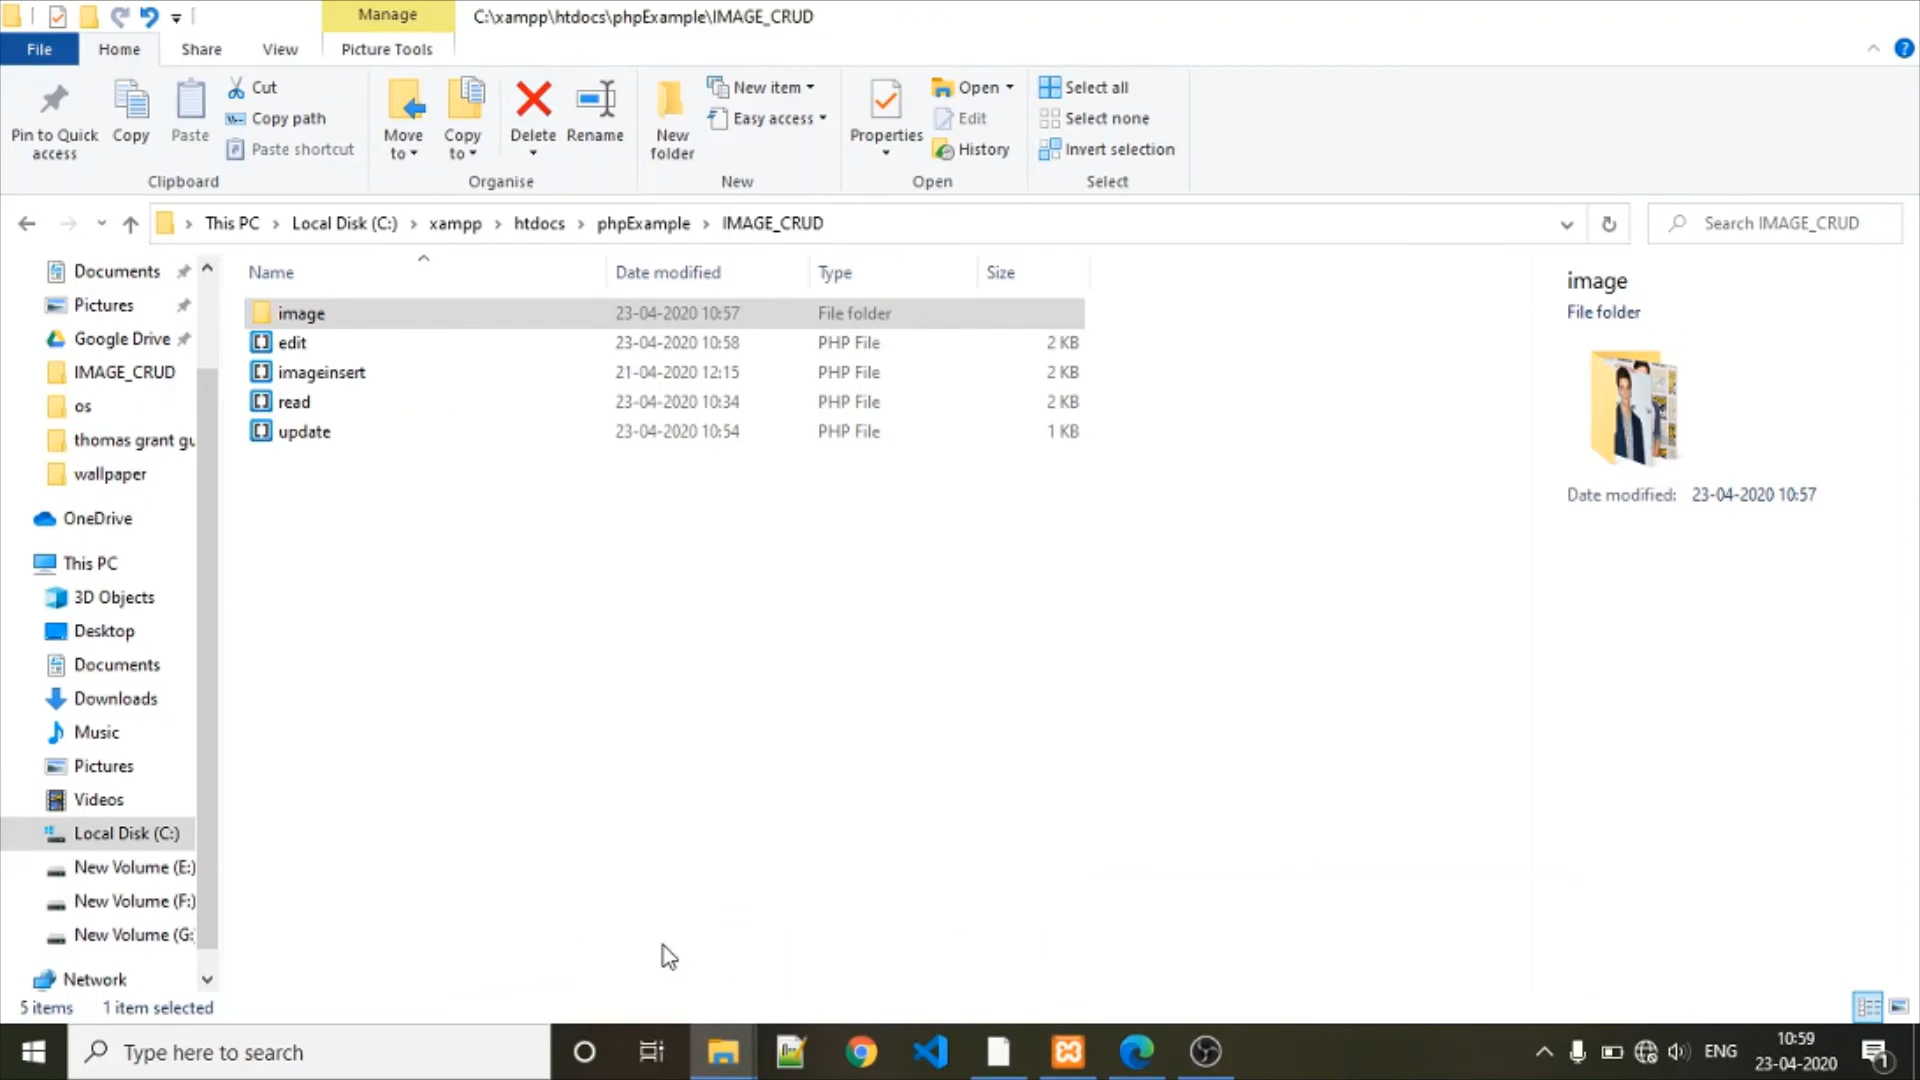 Manage
C:\xampp\htdocs\phpExample\IMAGE_CRUD
File
Home
Share
View
Picture Tools
Pin to Quick access
Copy
Paste
Cut
Copy path
Paste shortcut
Clipboard
Move to
Copy to
Delete
Rename
Organise
New folder
New item
Easy access
New
Properties
Open
Edit
History
Open
Select all
Select none
Invert selection
Select
This PC > Local Disk (C:) > xampp > htdocs > phpExample > IMAGE_CRUD
Search IMAGE_CRUD
Documents
Pictures
Google Drive
IMAGE_CRUD
os
thomas grant gu
wallpaper
OneDrive
This PC
3D Objects
Desktop
Documents
Downloads
Music
Pictures
Videos
Local Disk (C:)
New Volume (E:)
New Volume (F:)
New Volume (G:
Network
Name Date modified Type Size
image 23-04-2020 10:57 File folder
edit 23-04-2020 10:58 PHP File 2 KB
imageinsert 21-04-2020 12:15 PHP File 2 KB
read 23-04-2020 10:34 PHP File 2 KB
update 23-04-2020 10:54 PHP File 1 KB
image
File folder
Date modified: 23-04-2020 10:57
5 items 1 item selected
Type here to search
ENG
10:59
23-04-2020
1